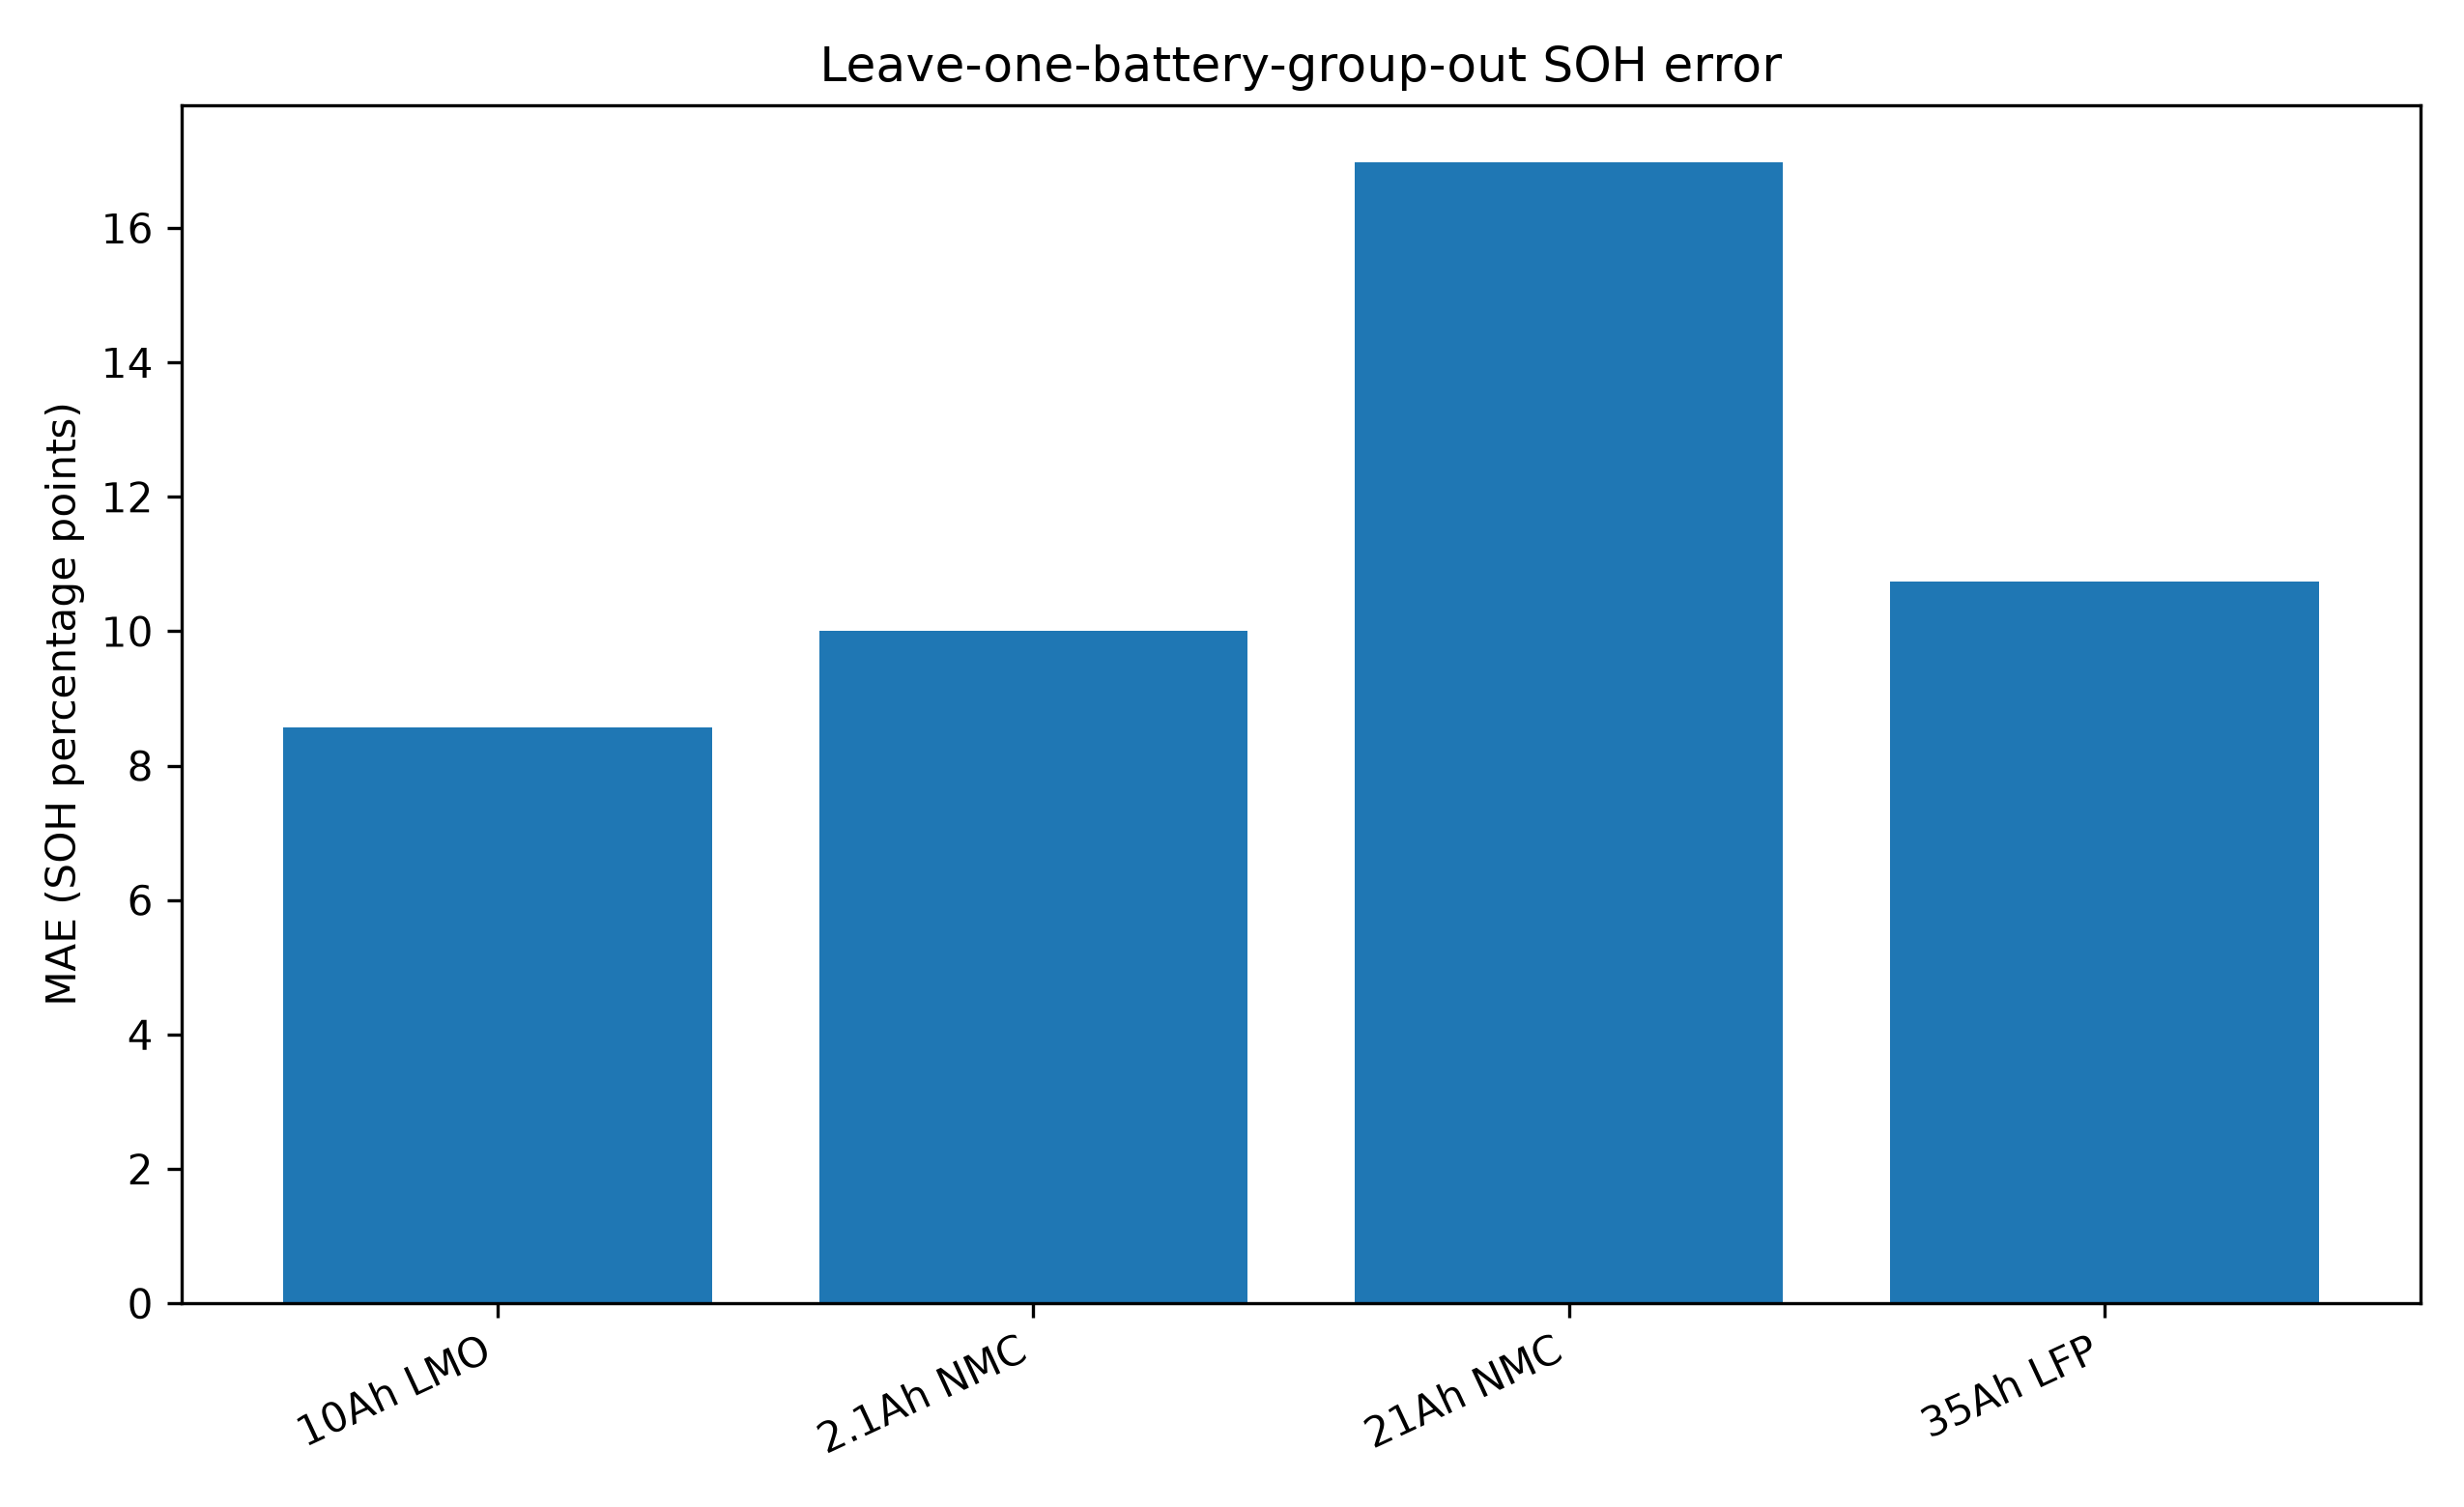 Leave-one-battery-group-out SOH error
MAE (SOH percentage points)
16
14
12
10
8
6
4
2
0
10Ah LMO
2.1Ah NMC
21Ah NMC
35Ah LFP